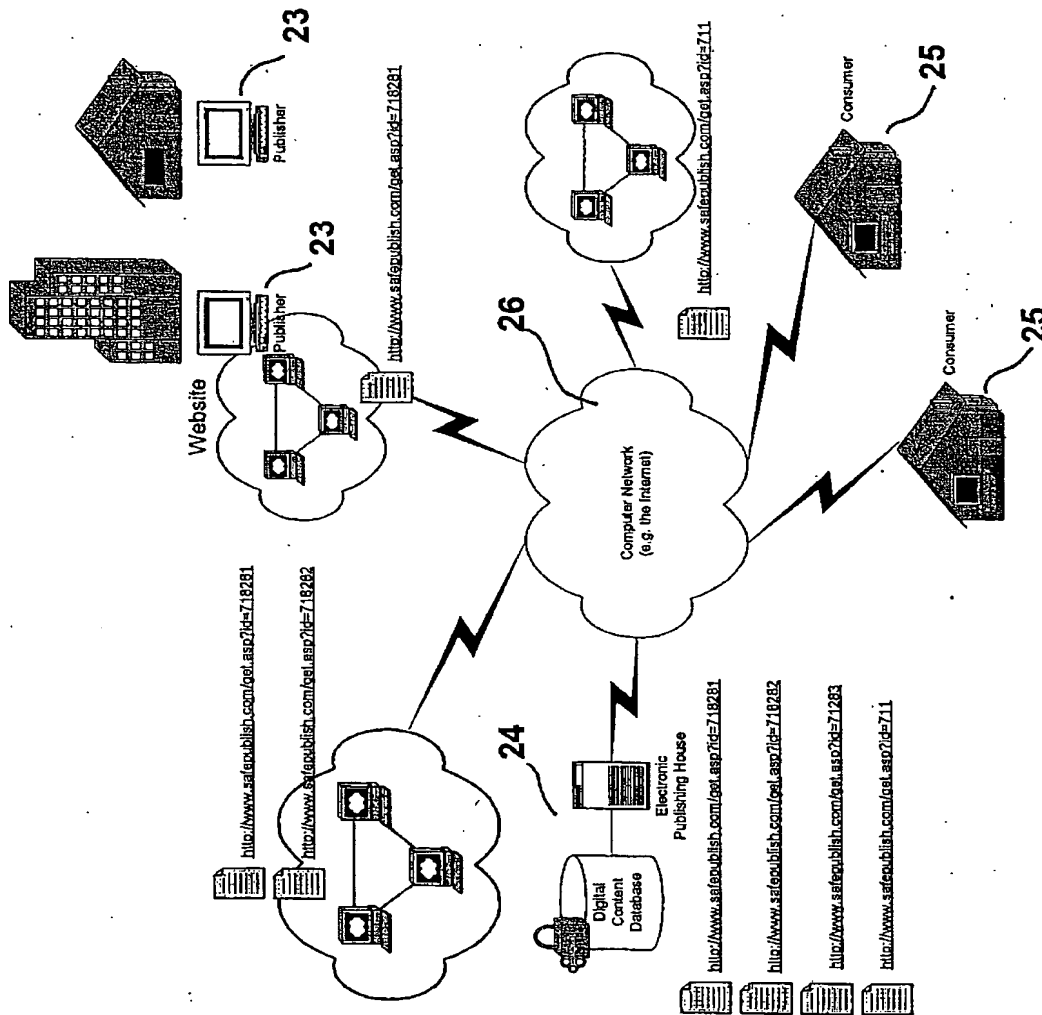 http://www.safepublish.com/get.asp?id=718281
http://www.safepublish.com/get.asp?id=718282
Website
Publisher
23
Publisher
23
http://www.safepublish.com/get.asp?id=718281
24
Electronic
Publishing House
Digital
Content
Database
Computer Network
(e.g. the Internet)
26
http://www.safepublish.com/get.asp?id=711
http://www.safepublish.com/get.asp?id=718281
http://www.safepublish.com/get.asp?id=718282
http://www.safepublish.com/get.asp?id=71283
http://www.safepublish.com/get.asp?id=711
Consumer
25
Consumer
25